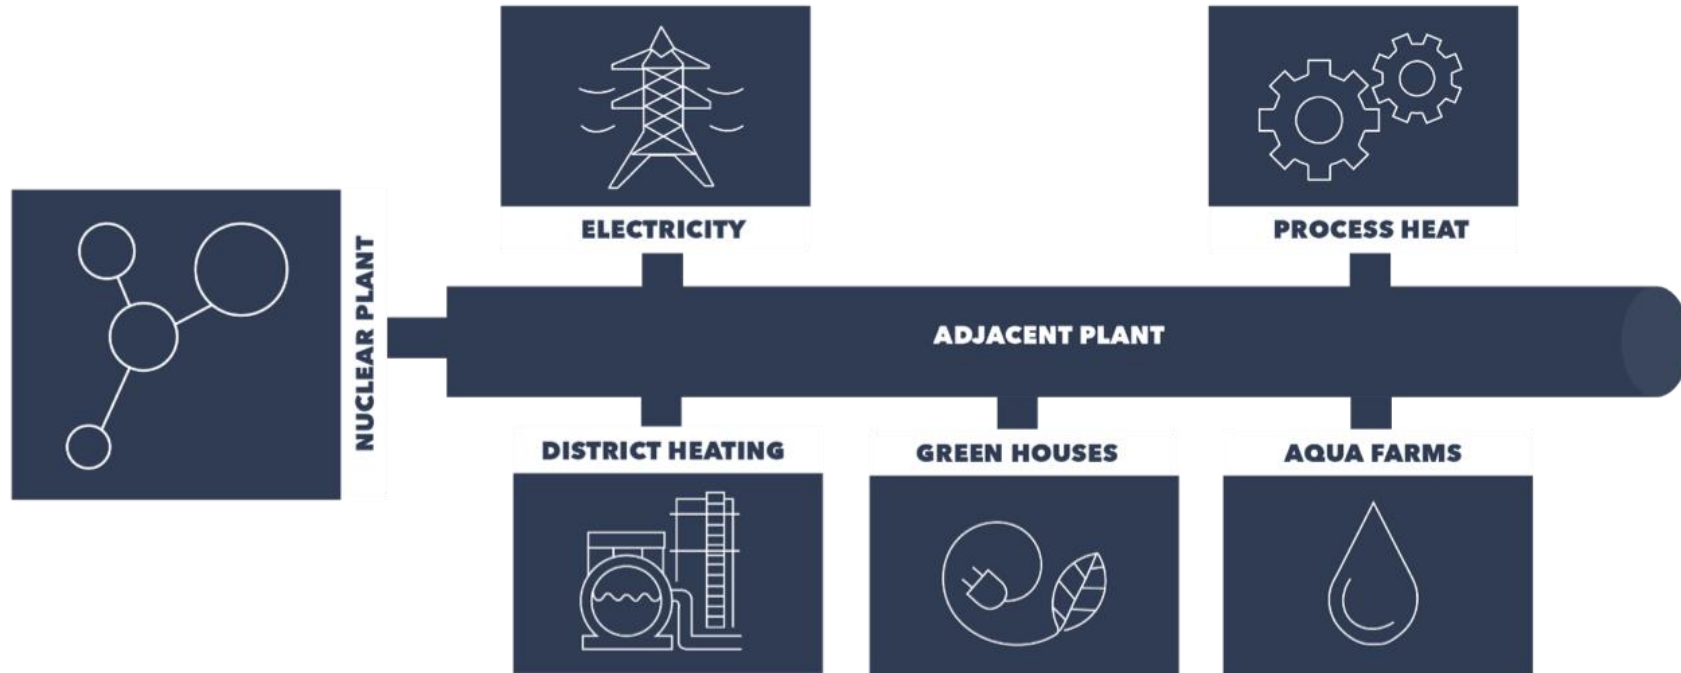 NUCLEAR PLANT
ELECTRICITY
PROCESS HEAT
ADJACENT PLANT
DISTRICT HEATING
GREEN HOUSES
AQUA FARMS